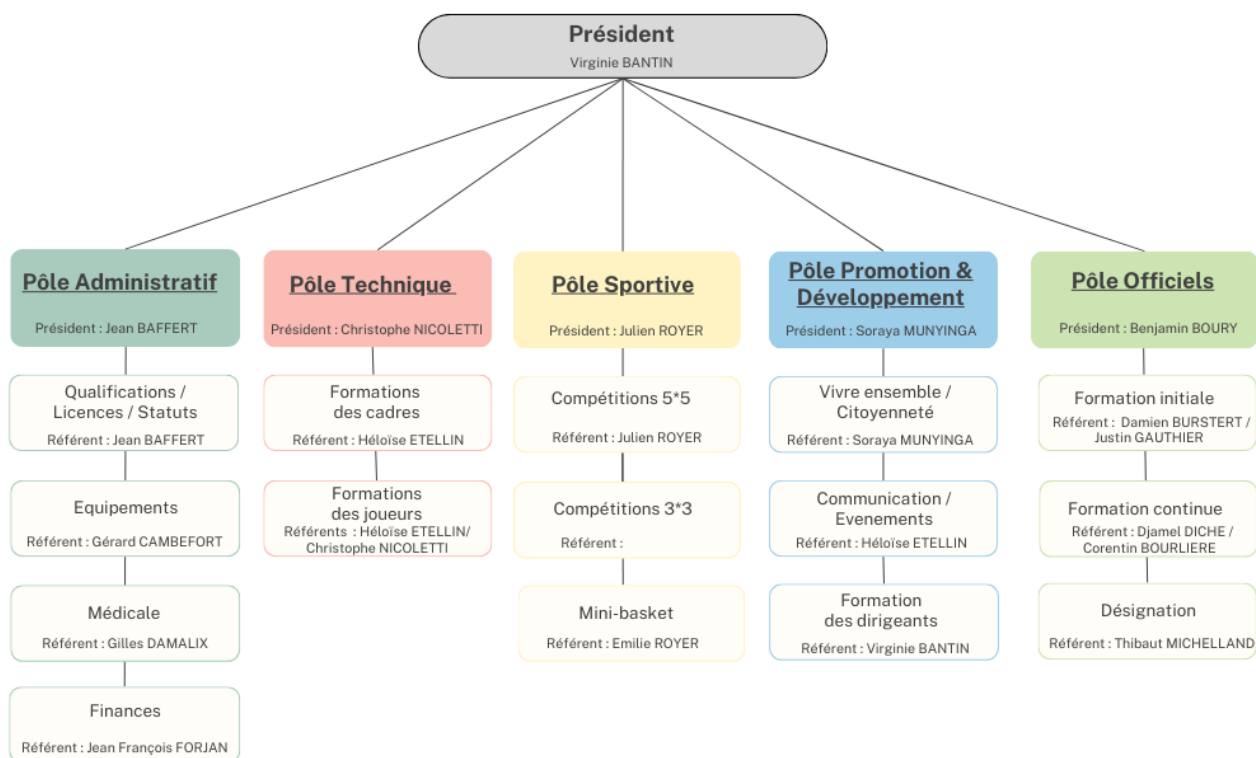 Président
Virginie BANTIN
Pôle Administratif
Président : Jean BAFFERT
Qualifications /
Licences / Statuts
Référent : Jean BAFFERT
Equipements
Référent : Gérard CAMBEFORT
Médicale
Référent : Gilles DAMALIX
Finances
Référent : Jean François FORJAN
Pôle Technique
Président : Christophe NICOLETTI
Formations
des cadres
Référent : Héloïse ETELLIN
Formations
des joueurs
Référents : Héloïse ETELLIN/
Christophe NICOLETTI
Pôle Sportive
Président : Julien ROYER
Compétitions 5*5
Référent : Julien ROYER
Compétitions 3*3
Référent :
Mini-basket
Référent : Emilie ROYER
Pôle Promotion &
Développement
Président : Soraya MUNYINGA
Vivre ensemble /
Citoyenneté
Référent : Soraya MUNYINGA
Communication /
Evenements
Référent : Héloïse ETELLIN
Formation
des dirigeants
Référent : Virginie BANTIN
Pôle Officiels
Président : Benjamin BOURY
Formation initiale
Référent : Damien BURSTERT /
Justin GAUTHIER
Formation continue
Référent : Djamel DICHE /
Corentin BOURLIERE
Désignation
Référent : Thibaut MICHELLAND